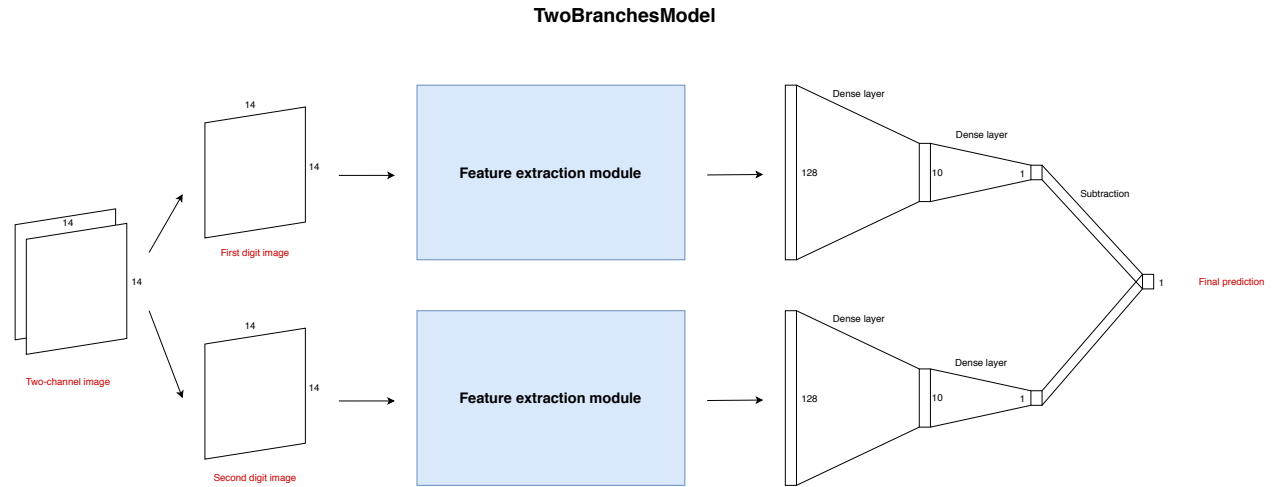 TwoBranchesModel
14
14
Two-channel image
14
14
First digit image
Feature extraction module
128
Dense layer
10
Dense layer
1
Subtraction
14
14
Second digit image
Feature extraction module
128
Dense layer
10
Dense layer
1
1
Final prediction